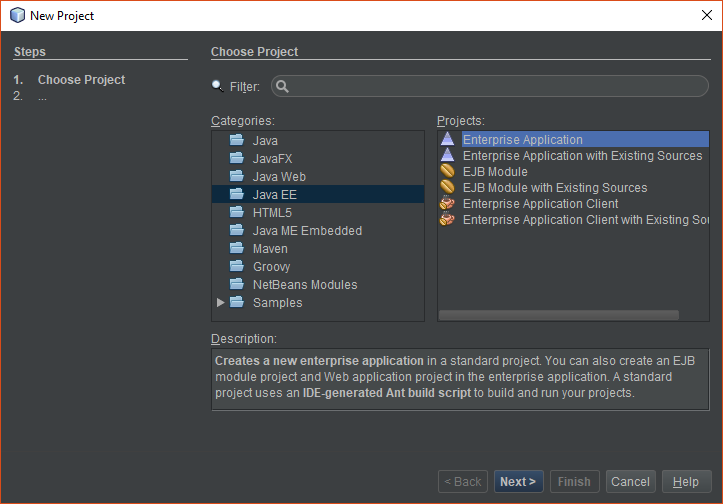 New Project
Steps
1. Choose Project
2. ...
Choose Project
Filter:
Categories:
Java
JavaFX
Java Web
Java EE
HTML5
Java ME Embedded
Maven
Groovy
NetBeans Modules
Samples
Projects:
Enterprise Application
Enterprise Application with Existing Sources
EJB Module
EJB Module with Existing Sources
Enterprise Application Client
Enterprise Application Client with Existing Sou
Description:
Creates a new enterprise application in a standard project. You can also create an EJB
module project and Web application project in the enterprise application. A standard
project uses an IDE-generated Ant build script to build and run your projects.
< Back
Next >
Finish
Cancel
Help